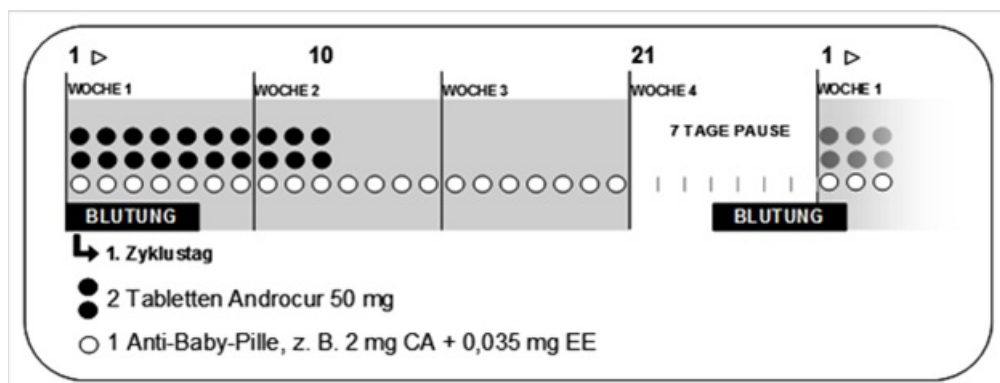 1 ▷ 10 21 1 ▷
WOCHE 1 WOCHE 2 WOCHE 3 WOCHE 4 WOCHE 1
7 TAGE PAUSE
BLUTUNG BLUTUNG
1. Zyklustag
2 Tabletten Androcur 50 mg
1 Anti-Baby-Pille, z. B. 2 mg CA + 0,035 mg EE